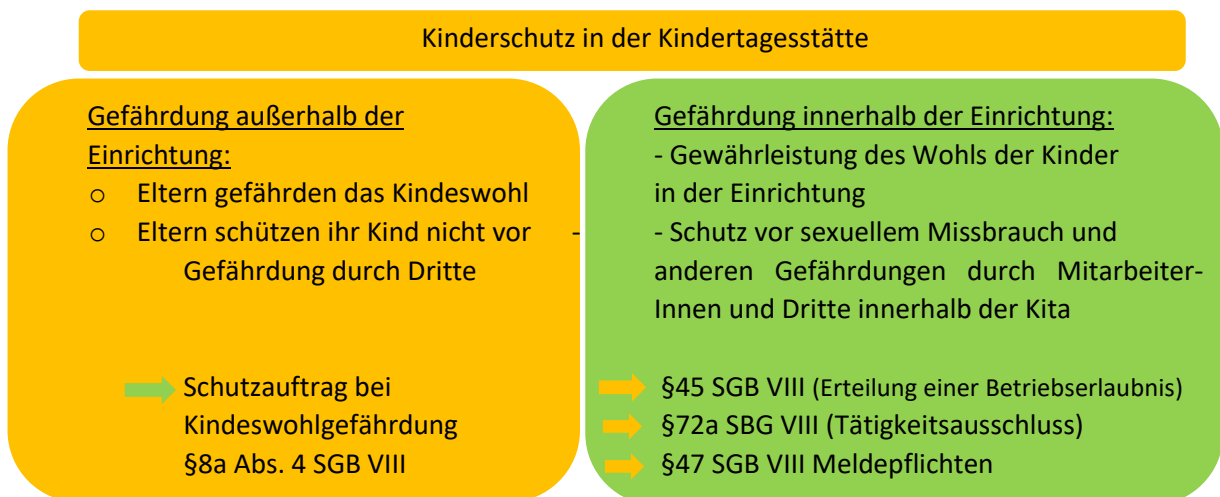 Kinderschutz in der Kindertagesstätte
Gefährdung außerhalb der
Einrichtung:
o Eltern gefährden das Kindeswohl
o Eltern schützen ihr Kind nicht vor -
Gefährdung durch Dritte
Schutzauftrag bei
Kindeswohlgefährdung
§8a Abs. 4 SGB VIII
Gefährdung innerhalb der Einrichtung:
- Gewährleistung des Wohls der Kinder
in der Einrichtung
- Schutz vor sexuellem Missbrauch und
anderen Gefährdungen durch Mitarbeiter-
Innen und Dritte innerhalb der Kita
§45 SGB VIII (Erteilung einer Betriebserlaubnis)
§72a SBG VIII (Tätigkeitsausschluss)
§47 SGB VIII Meldepflichten